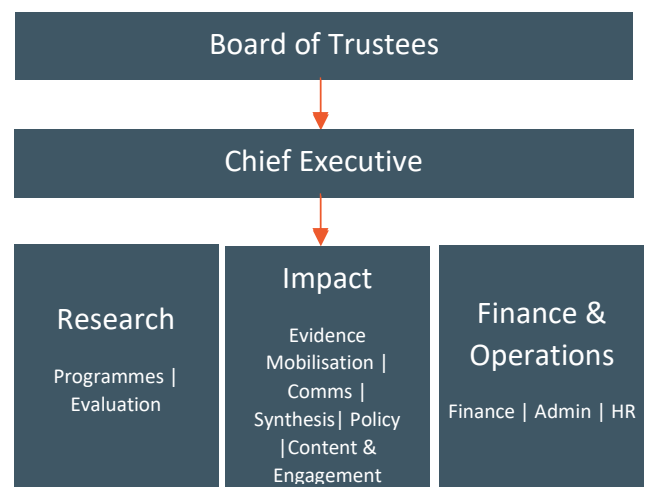 Board of Trustees
Chief Executive
Research
Programmes |
Evaluation
Impact
Evidence
Mobilisation |
Comms |
Synthesis| Policy
|Content &
Engagement
Finance &
Operations
Finance | Admin | HR